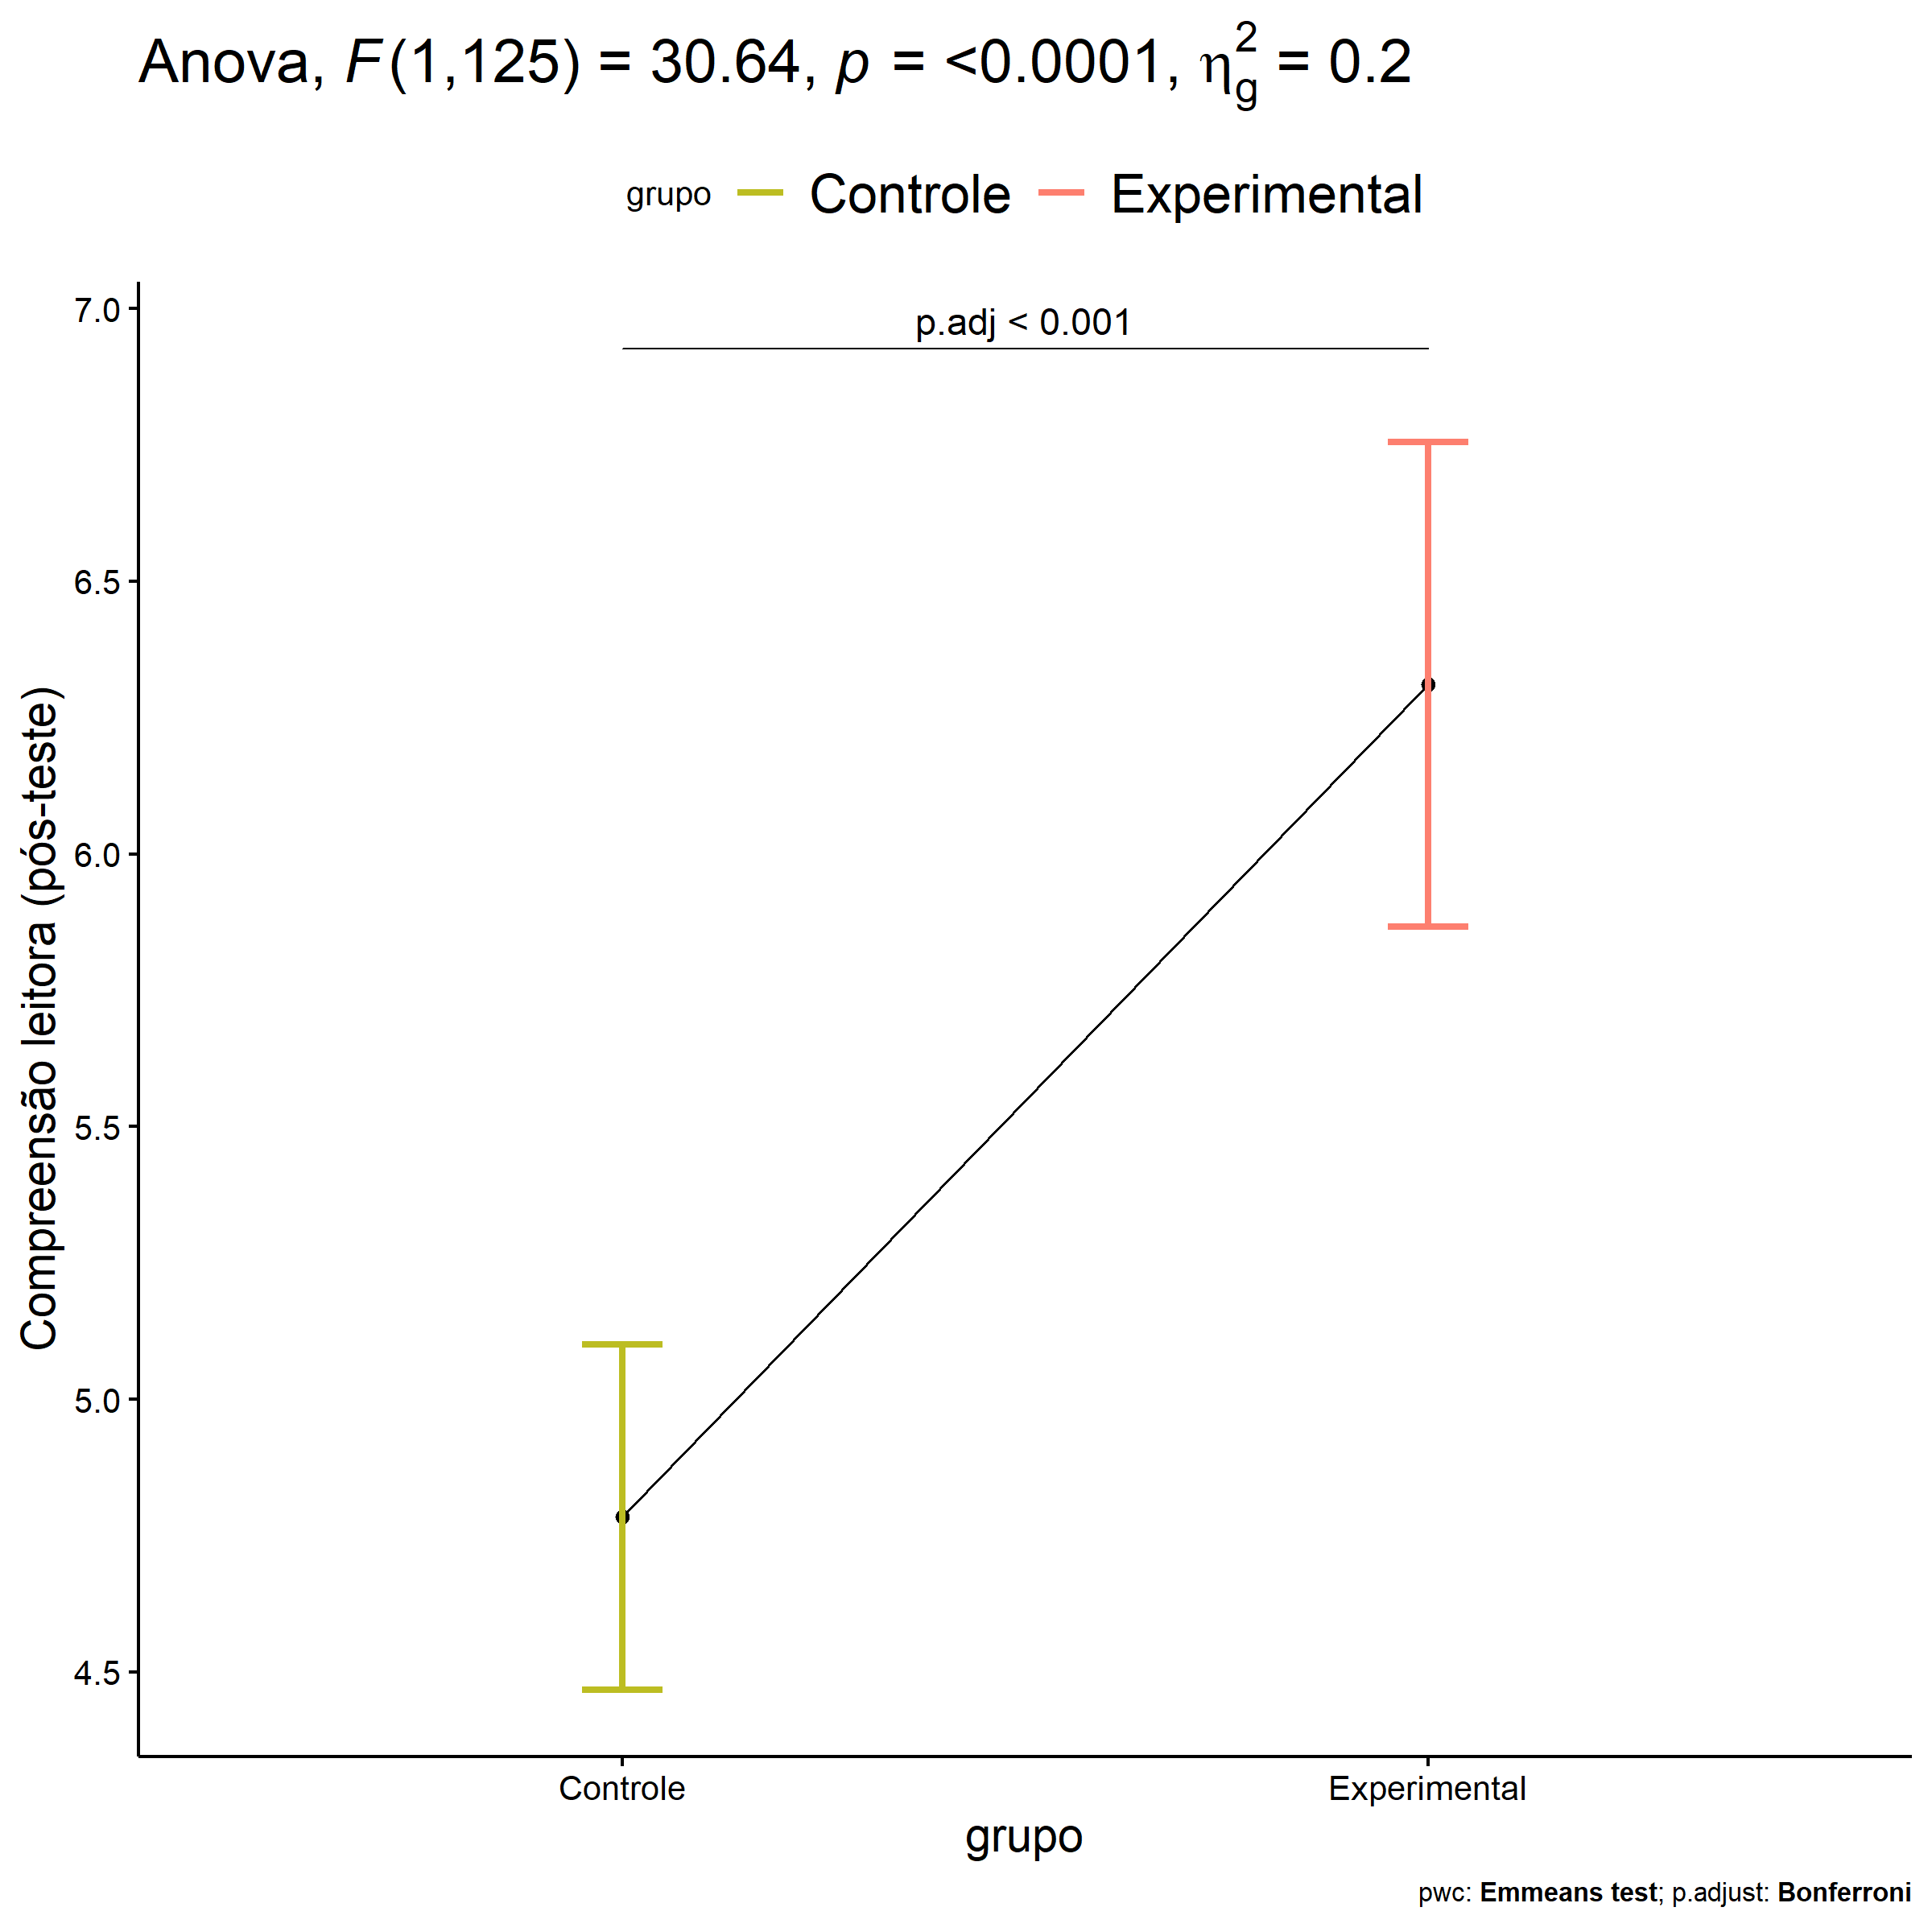 Anova, F(1,125) = 30.64, p = <0.0001, η²g = 0.2
grupo Controle Experimental
7.0
p.adj < 0.001
6.5
6.0
5.5
5.0
4.5
Compreensão leitora (pós-teste)
Controle Experimental
grupo
pwc: Emmeans test; p.adjust: Bonferroni